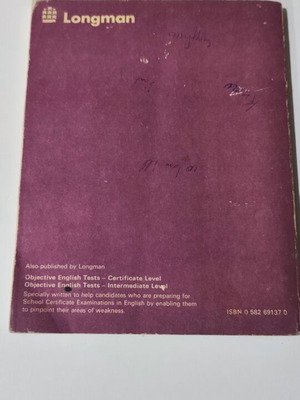 Longman
Also published by Longman
Objective English Tests – Certificate Level
Objective English Tests – Intermediate Level
Specially written to help candidates who are preparing for
School Certificate Examinations in English by enabling them
to pinpoint their areas of weakness.
ISBN 0 582 69137 0